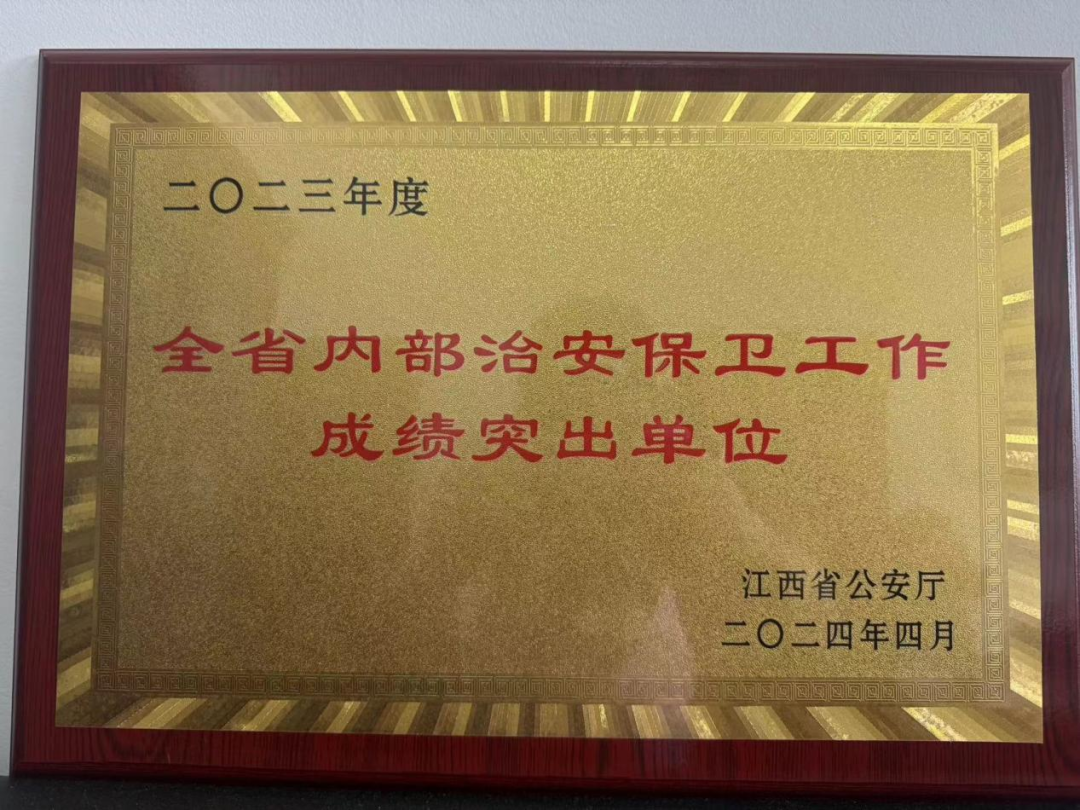 二〇二三年度
全省内部治安保卫工作
成绩突出单位
江西省公安厅
二〇二四年四月